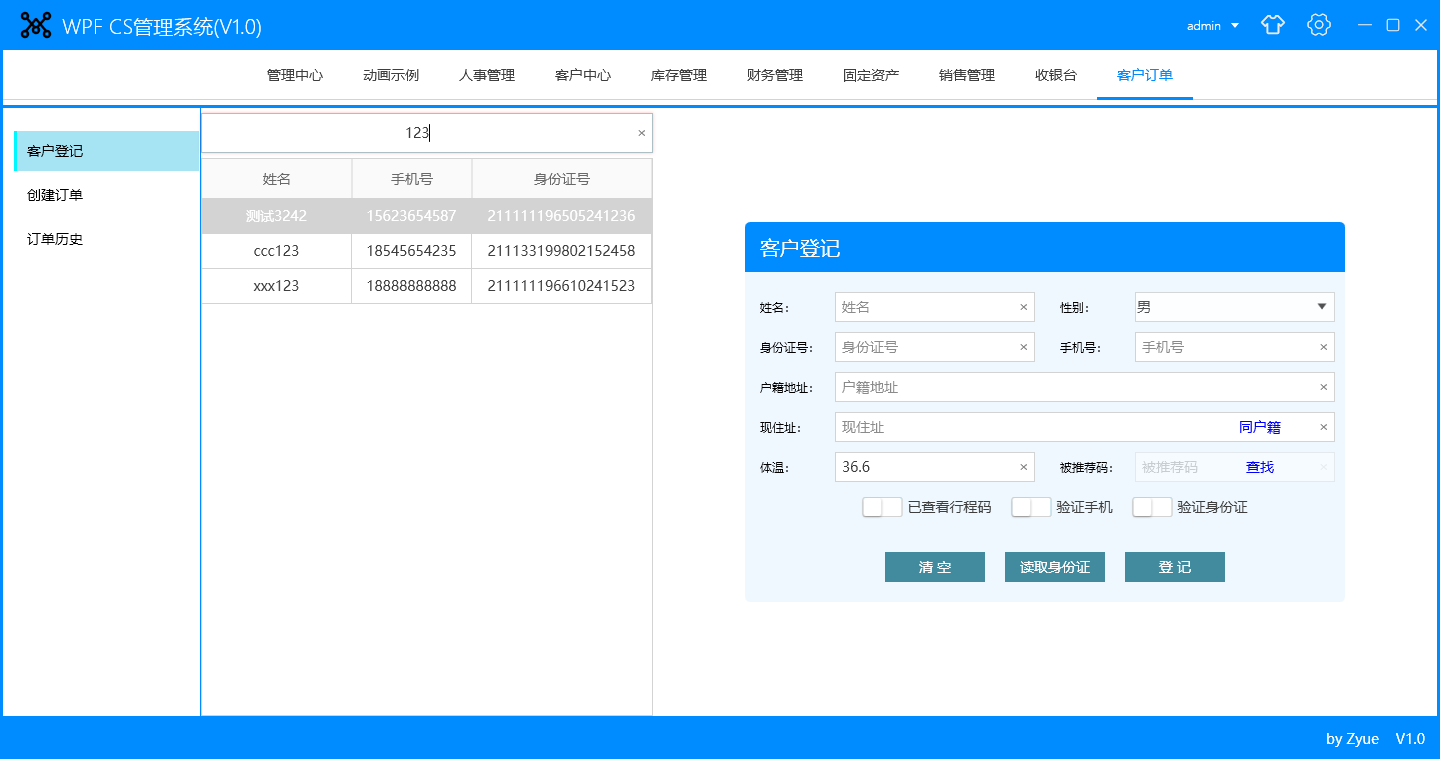 WPF CS管理系统(V1.0)
admin
管理中心 动画示例 人事管理 客户中心 库存管理 财务管理 固定资产 销售管理 收银台 客户订单
客户登记
创建订单
订单历史
123
姓名 手机号 身份证号
测试3242 15623654587 211111196505241236
ccc123 18545654235 211133199802152458
xxx123 18888888888 211111196610241523
客户登记
姓名: 姓名 性别: 男
身份证号: 身份证号 手机号: 手机号
户籍地址: 户籍地址
现住址: 现住址 同户籍
体温: 36.6 被推荐码: 被推荐码 查找
已查看行程码 验证手机 验证身份证
清 空 读取身份证 登 记
by Zyue V1.0